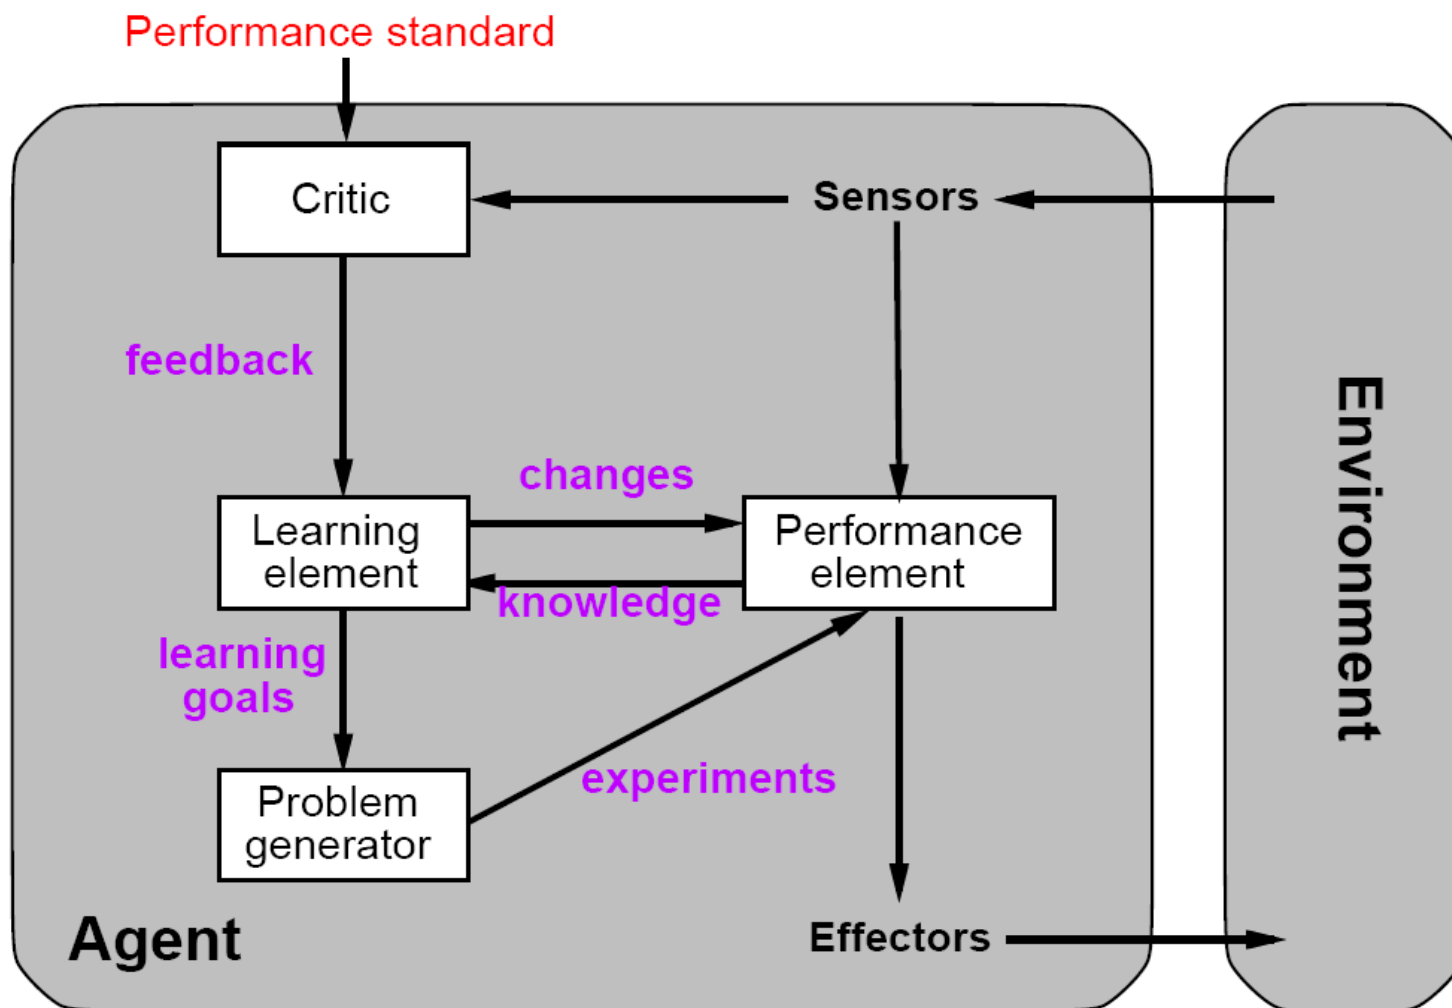 Performance standard
Critic
Sensors
feedback
changes
Learning
element
Performance
element
knowledge
learning
goals
experiments
Problem
generator
Agent
Effectors
Environment